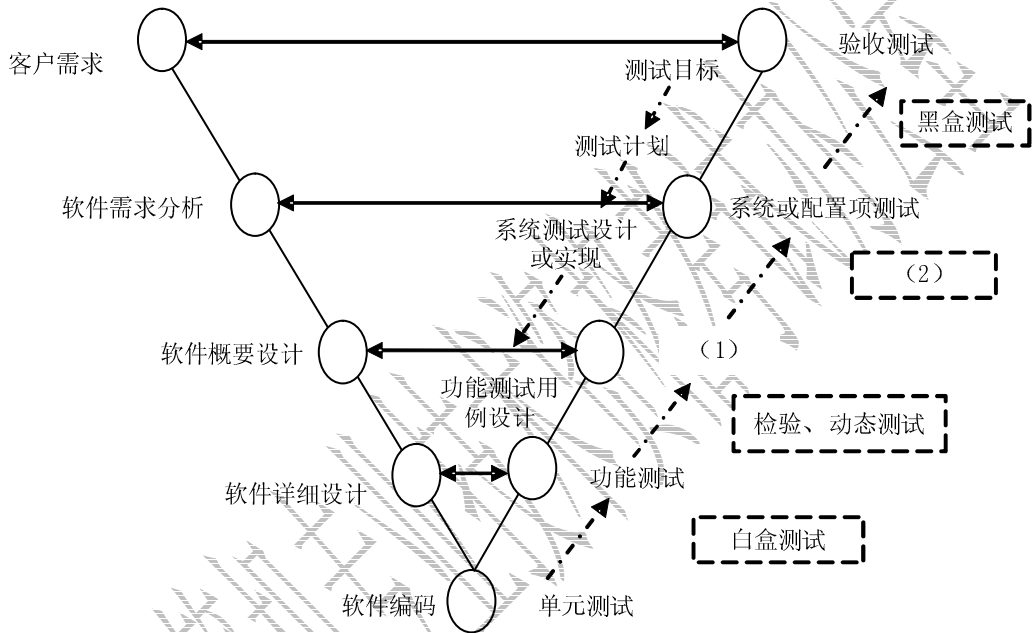 客户需求
验收测试
测试目标
黑盒测试
测试计划
软件需求分析
系统或配置项测试
系统测试设计
或实现
（2）
软件概要设计
（1）
功能测试用
例设计
检验、动态测试
软件详细设计
功能测试
白盒测试
软件编码
单元测试